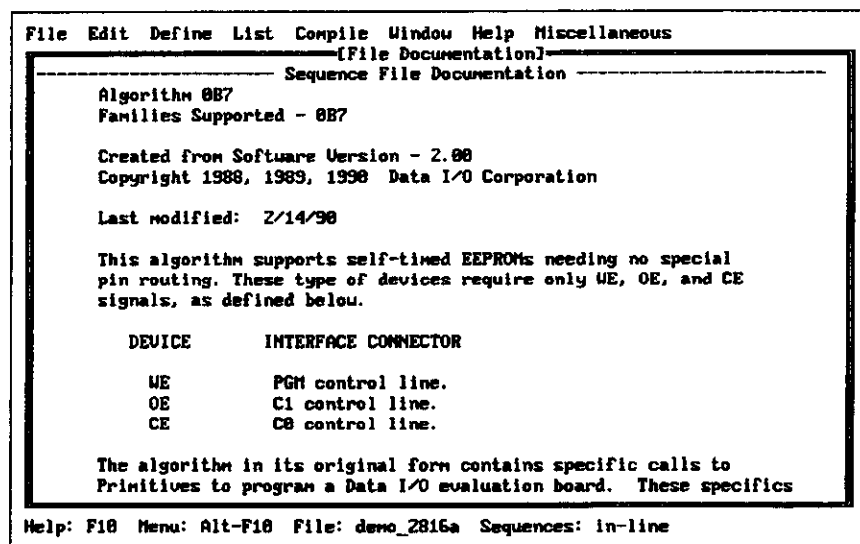 File Edit Define List Compile Window Help Miscellaneous
[File Documentation]
Sequence File Documentation
Algorithm 0B7
Families Supported - 0B7
Created from Software Version - 2.00
Copyright 1988, 1989, 1990 Data I/O Corporation
Last modified: 2/14/90
This algorithm supports self-timed EEPROMs needing no special
pin routing. These type of devices require only WE, OE, and CE
signals, as defined below.
DEVICE INTERFACE CONNECTOR
WE PGM control line.
OE C1 control line.
CE C0 control line.
The algorithm in its original form contains specific calls to
Primitives to program a Data I/O evaluation board. These specifics
Help: F10 Menu: Alt-F10 File: demo_2816a Sequences: in-line